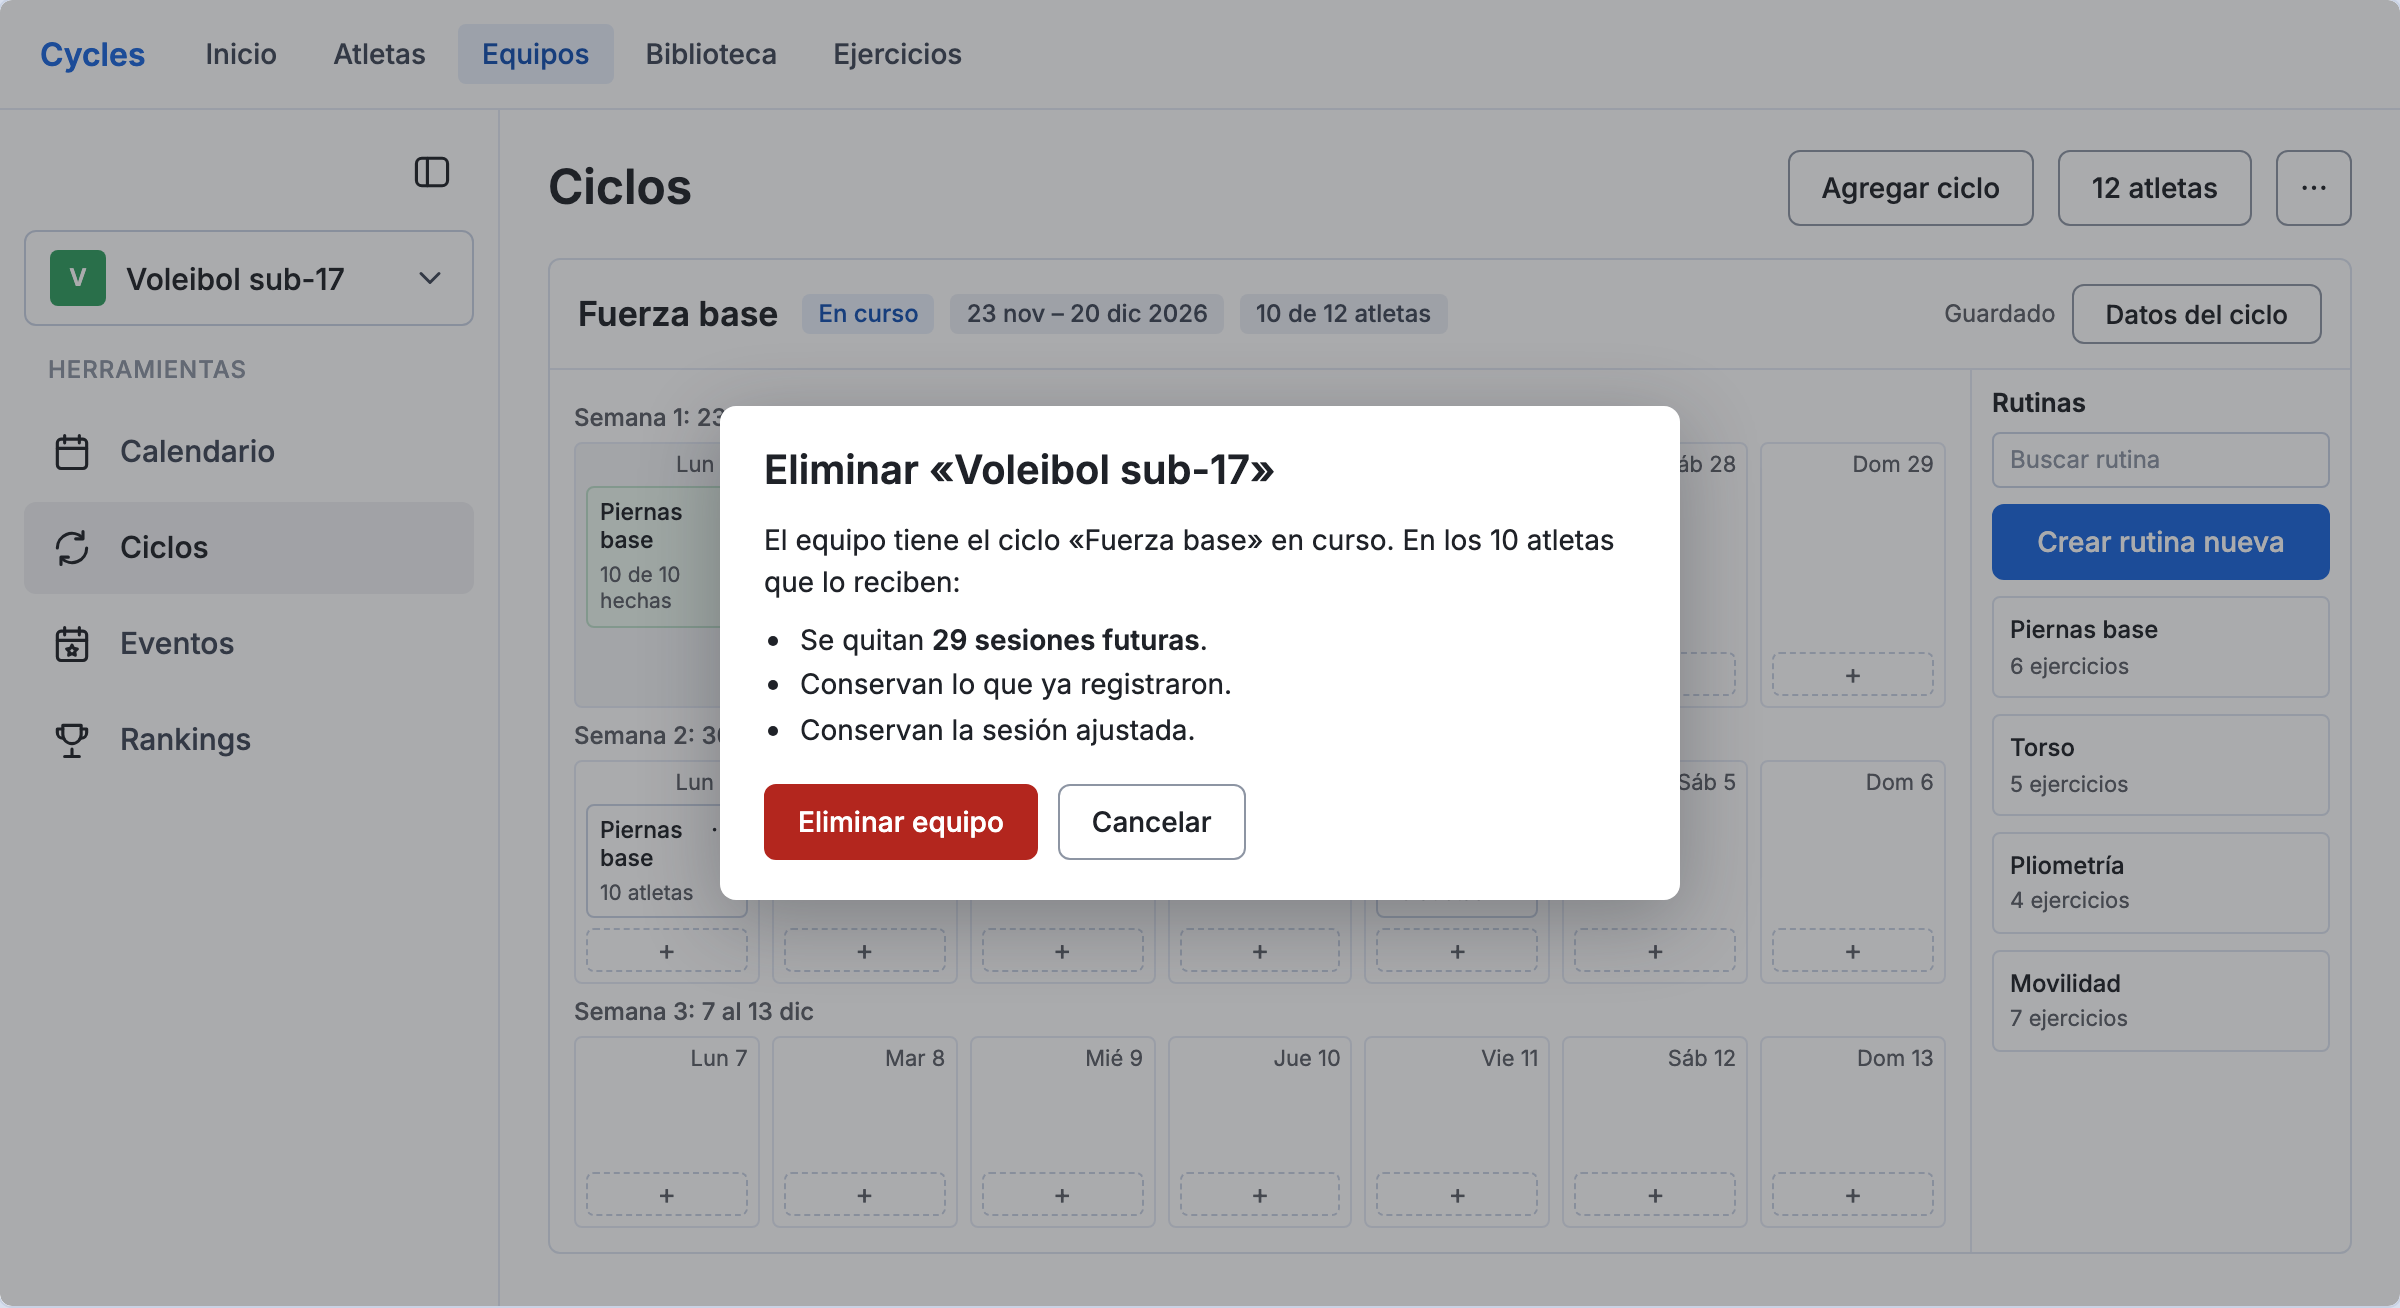 Cycles
Inicio
Atletas
Equipos
Biblioteca
Ejercicios
V
Voleibol sub-17
HERRAMIENTAS
Calendario
Ciclos
Eventos
Rankings
Ciclos
Agregar ciclo
12 atletas
...
Fuerza base
En curso
23 nov – 20 dic 2026
10 de 12 atletas
Guardado
Datos del ciclo
Semana 1: 23
Lun
28
Dom 29
Piernas
base
10 de 10
hechas
+
Semana 2:
Lun
Sáb 5
Dom 6
Piernas
base
10 atletas
+
+
+
+
+
+
+
Semana 3: 7 al 13 dic
Lun 7
Mar 8
Mié 9
Jue 10
Vie 11
Sáb 12
Dom 13
+
+
+
+
+
+
+
Eliminar «Voleibol sub-17»
El equipo tiene el ciclo «Fuerza base» en curso. En los 10 atletas
que lo reciben:
• Se quitan 29 sesiones futuras.
• Conservan lo que ya registraron.
• Conservan la sesión ajustada.
Eliminar equipo
Cancelar
Rutinas
Buscar rutina
Crear rutina nueva
Piernas base
6 ejercicios
Torso
5 ejercicios
Pliometría
4 ejercicios
Movilidad
7 ejercicios